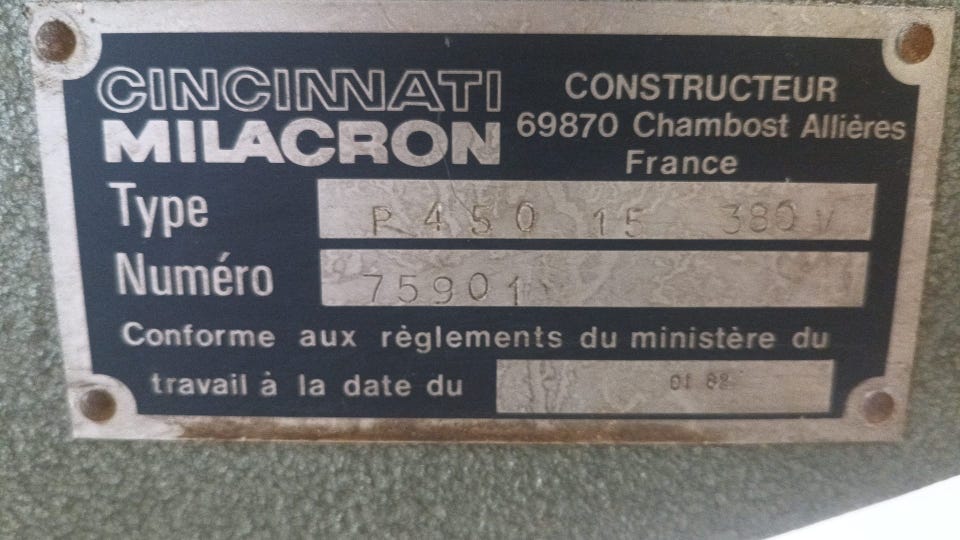 CINCINNATI
MILACRON
CONSTRUCTEUR
69870 Chambost Allières
France
Type R 450 15 380 V
Numéro 75901
Conforme aux règlements du ministère du
travail à la date du 01 82